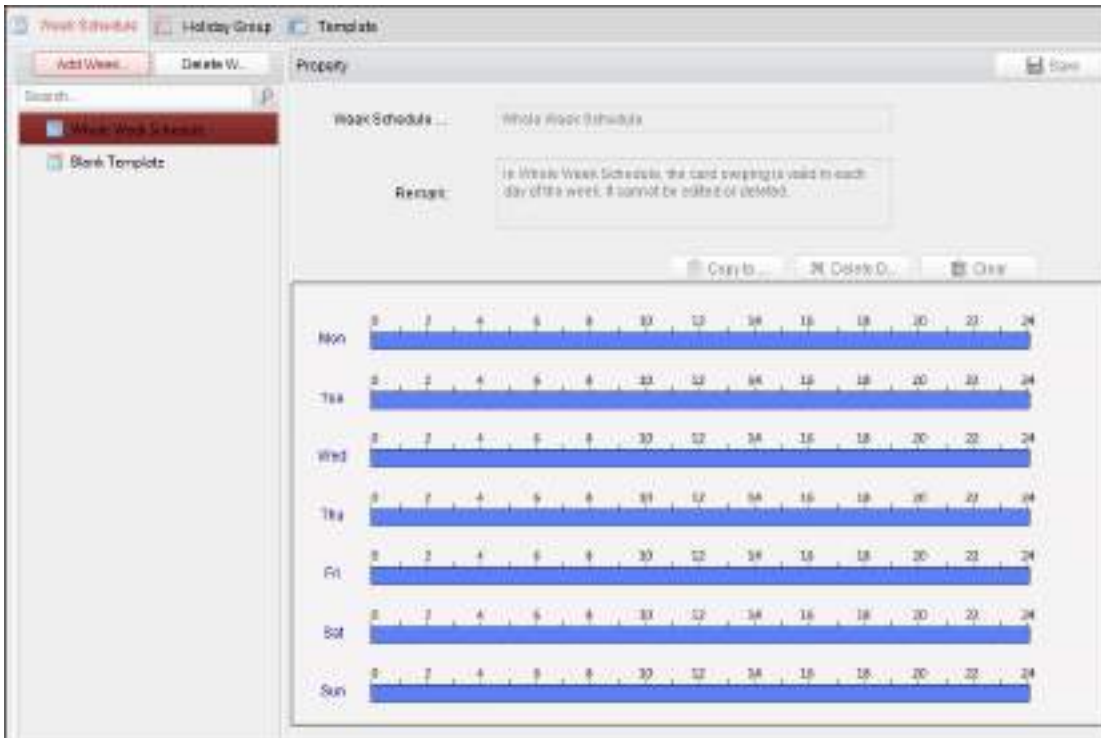 Week Schedule Holiday Group Template
Add Week... Delete W... Property Save
Search...
Whole Week Schedule
Blank Template
Week Schedule ... Whole Week Schedule
Remark: In Whole Week Schedule, the card swiping is valid in each
day of the week. It cannot be edited or deleted.
Copy to ... Delete D... Clear
0 2 4 6 8 10 12 14 16 18 20 22 24
Mon
0 2 4 6 8 10 12 14 16 18 20 22 24
Tue
0 2 4 6 8 10 12 14 16 18 20 22 24
Wed
0 2 4 6 8 10 12 14 16 18 20 22 24
Thu
0 2 4 6 8 10 12 14 16 18 20 22 24
Fri
0 2 4 6 8 10 12 14 16 18 20 22 24
Sat
0 2 4 6 8 10 12 14 16 18 20 22 24
Sun